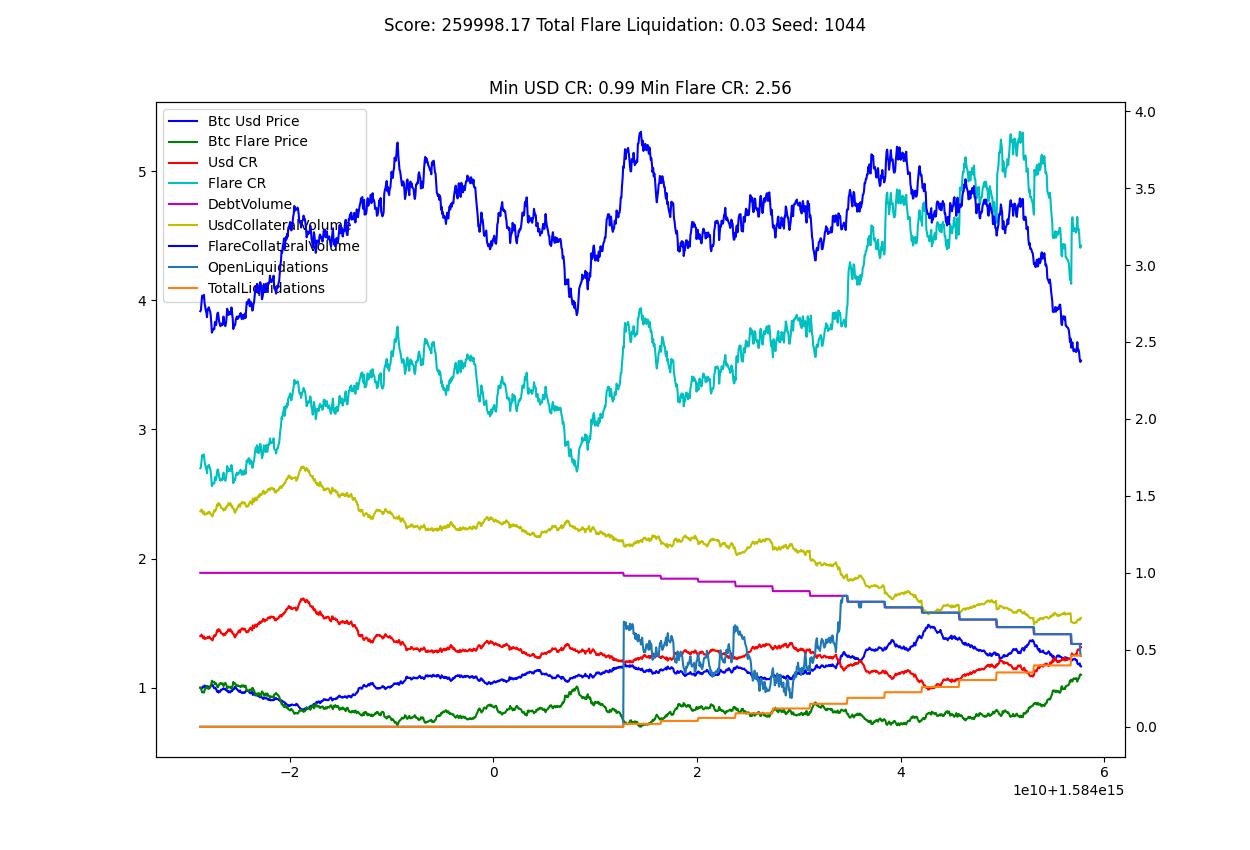 Score: 259998.17 Total Flare Liquidation: 0.03 Seed: 1044
Min USD CR: 0.99 Min Flare CR: 2.56
Btc Usd Price
Btc Flare Price
Usd CR
Flare CR
DebtVolume
UsdCollateralVolume
FlareCollateralVolume
OpenLiquidations
TotalLiquidations
5
4
3
2
1
4.0
3.5
3.0
2.5
2.0
1.5
1.0
0.5
0.0
−2 0 2 4 6
1e10+1.584e15